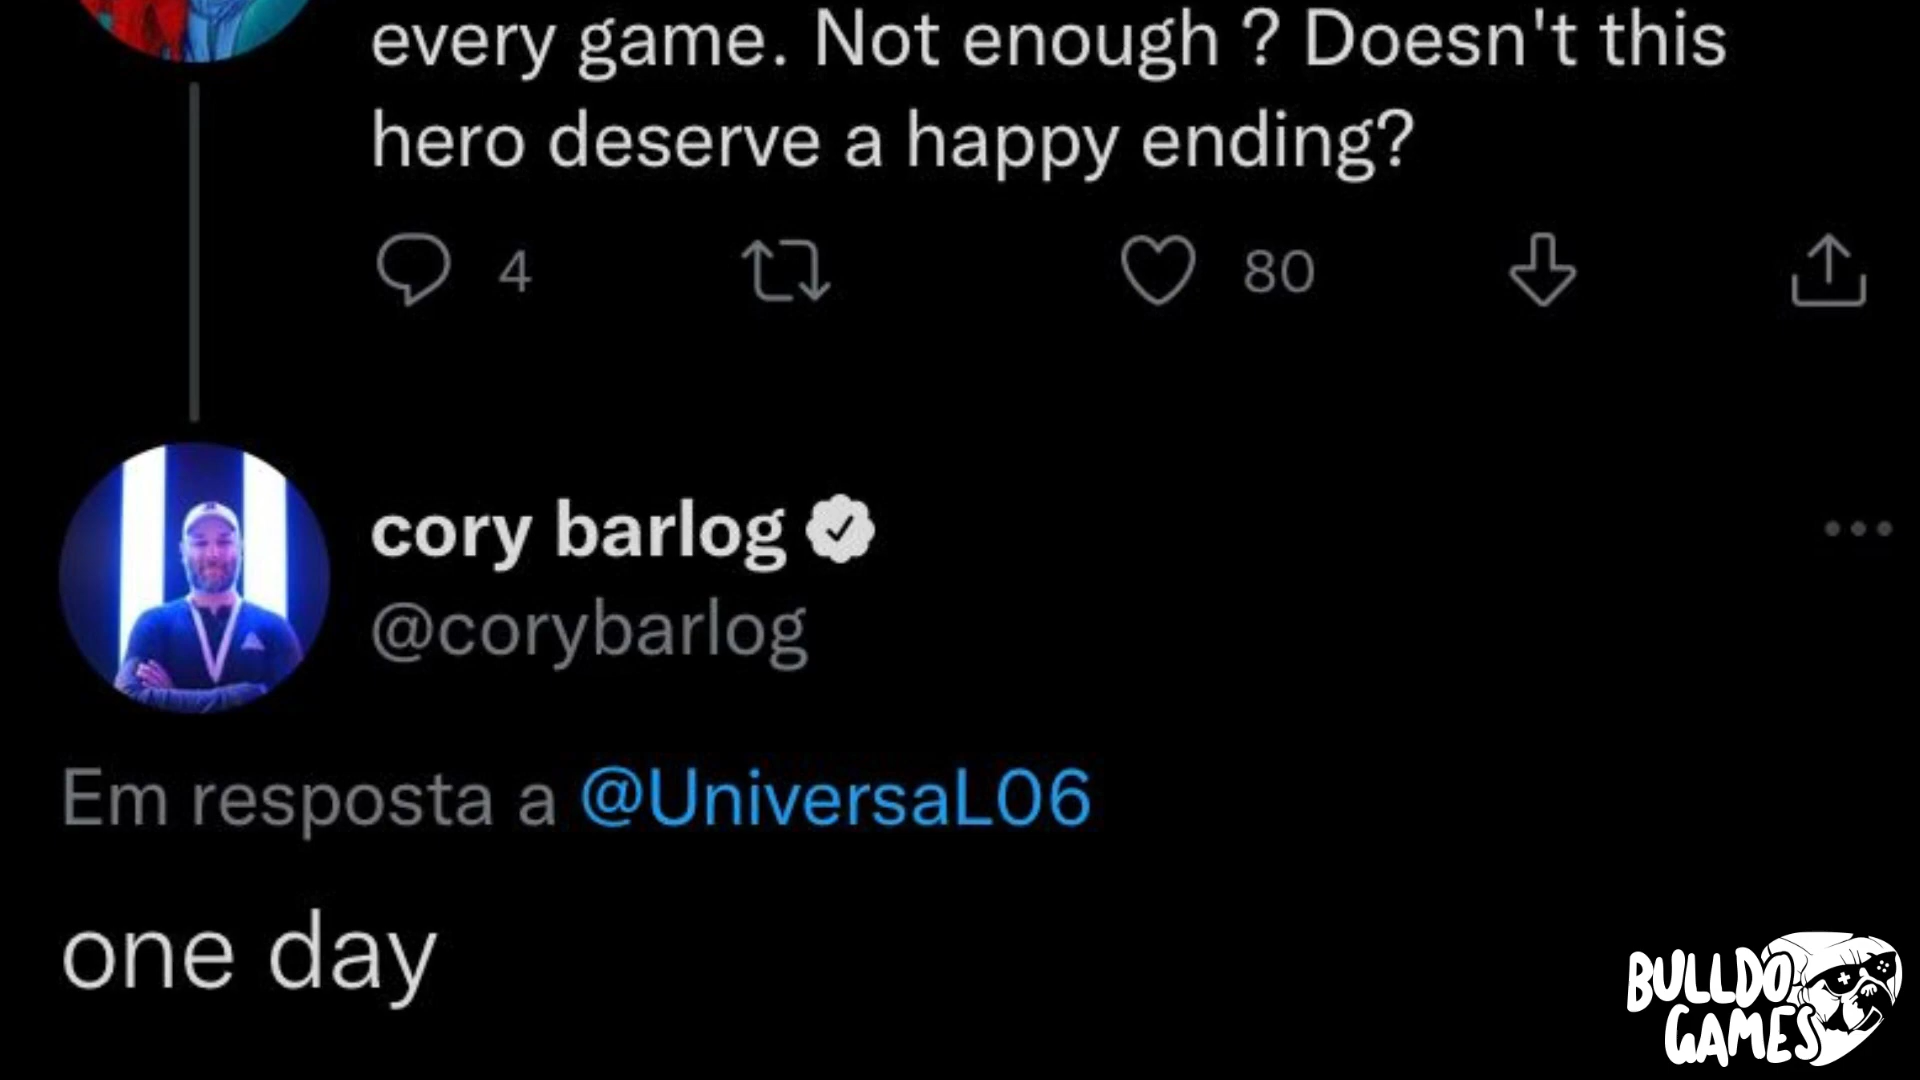 every game. Not enough ? Doesn't this
hero deserve a happy ending?
4
80
cory barlog
@corybarlog
Em resposta a @UniversaL06
one day
BULLDO
GAMES